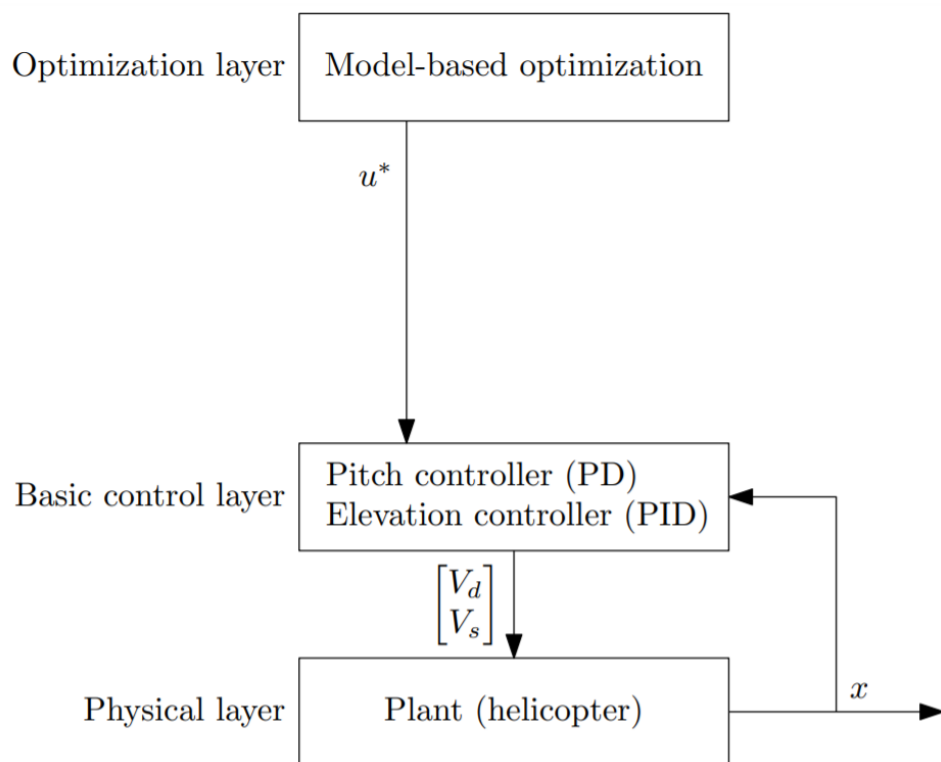 Optimization layer
Model-based optimization
u*
Basic control layer
Pitch controller (PD)
Elevation controller (PID)
[V_d
V_s]
Physical layer
Plant (helicopter)
x